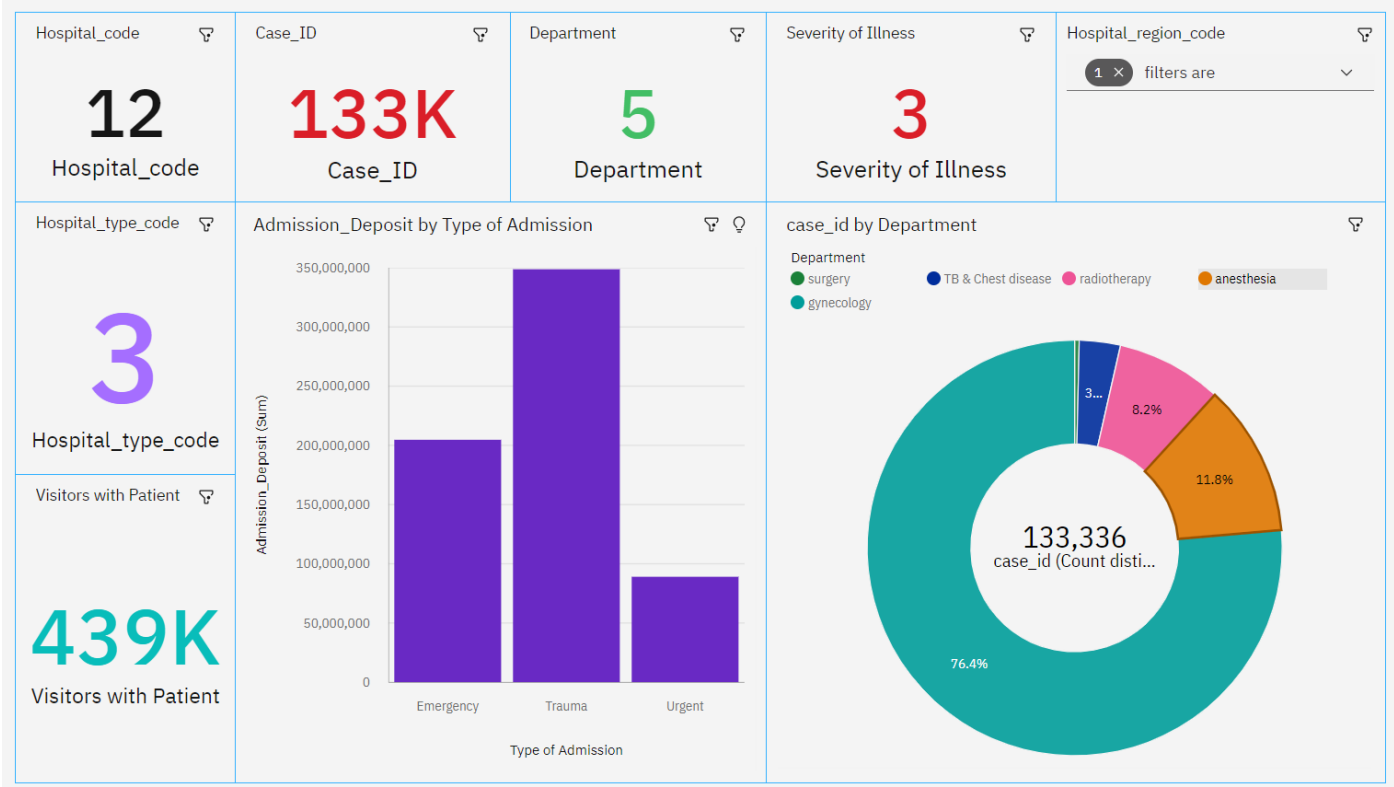 Hospital_code
12
Hospital_code
Case_ID
133K
Case_ID
Department
5
Department
Severity of Illness
3
Severity of Illness
Hospital_region_code
1 × filters are
Hospital_type_code
3
Hospital_type_code
Visitors with Patient
439K
Visitors with Patient
Admission_Deposit by Type of Admission
Admission_Deposit (Sum)
350,000,000
300,000,000
250,000,000
200,000,000
150,000,000
100,000,000
50,000,000
0
Emergency Trauma Urgent
Type of Admission
case_id by Department
Department
surgery TB & Chest disease radiotherapy anesthesia
gynecology
3...
8.2%
11.8%
76.4%
133,336
case_id (Count disti...